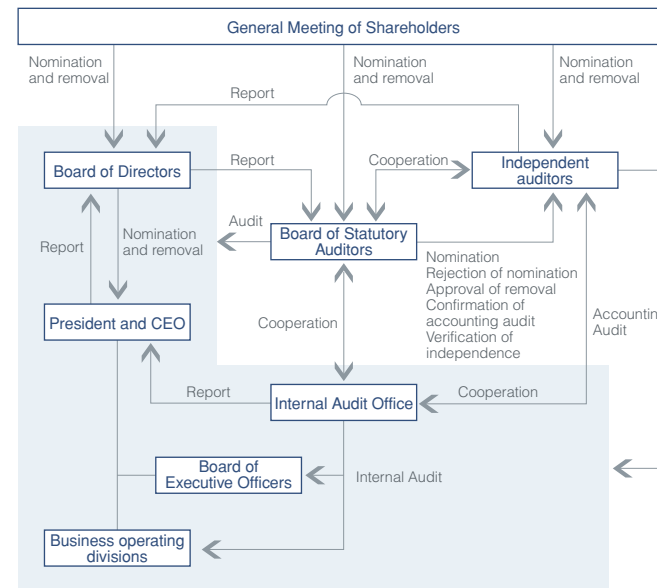 General Meeting of Shareholders
Nomination
and removal
Nomination
and removal
Nomination
and removal
Report
Board of Directors
Report
Cooperation
Independent
auditors
Audit
Board of Statutory
Auditors
Report
Nomination
and removal
Nomination
Rejection of nomination
Approval of removal
Confirmation of
accounting audit
Verification of
independence
President and CEO
Cooperation
Accountin
Audit
Report
Internal Audit Office
Cooperation
Board of
Executive Officers
Internal Audit
Business operating
divisions